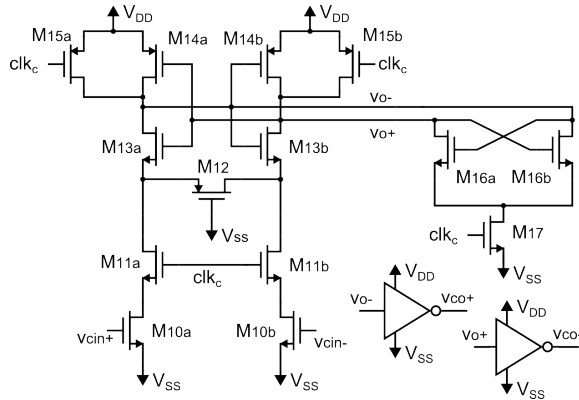 VDD
VDD
M15a
M14a
M14b
M15b
clkc
clkc
vo-
vo+
M13a
M13b
M12
M16a
M16b
VSS
clkc
M17
M11a
clkc
M11b
VSS
VDD
vo-
vco+
VDD
vcin+
M10a
M10b
vcin-
vo+
vco-
VSS
VSS
VSS
VSS